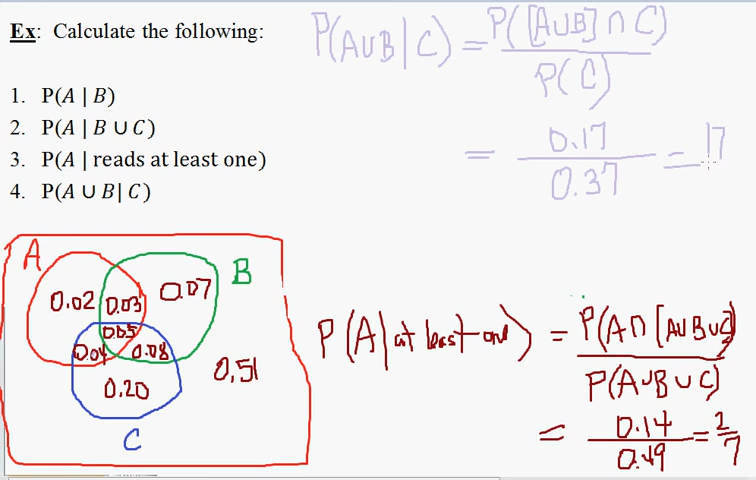 Ex: Calculate the following:
1. P(A | B)
2. P(A | B ∪ C)
3. P(A | reads at least one)
4. P(A ∪ B| C)
P(A∪B|C) = P([A∪B]∩C)
P(C)
= 0.17 = 17
0.37
A
B
0.02
0.03
0.07
0.05
0.04
0.08
0.20
0.51
C
P(A|at least one) = P(A∩[A∪B∪C])
P(A∪B∪C)
= 0.14 = 2
0.49 7